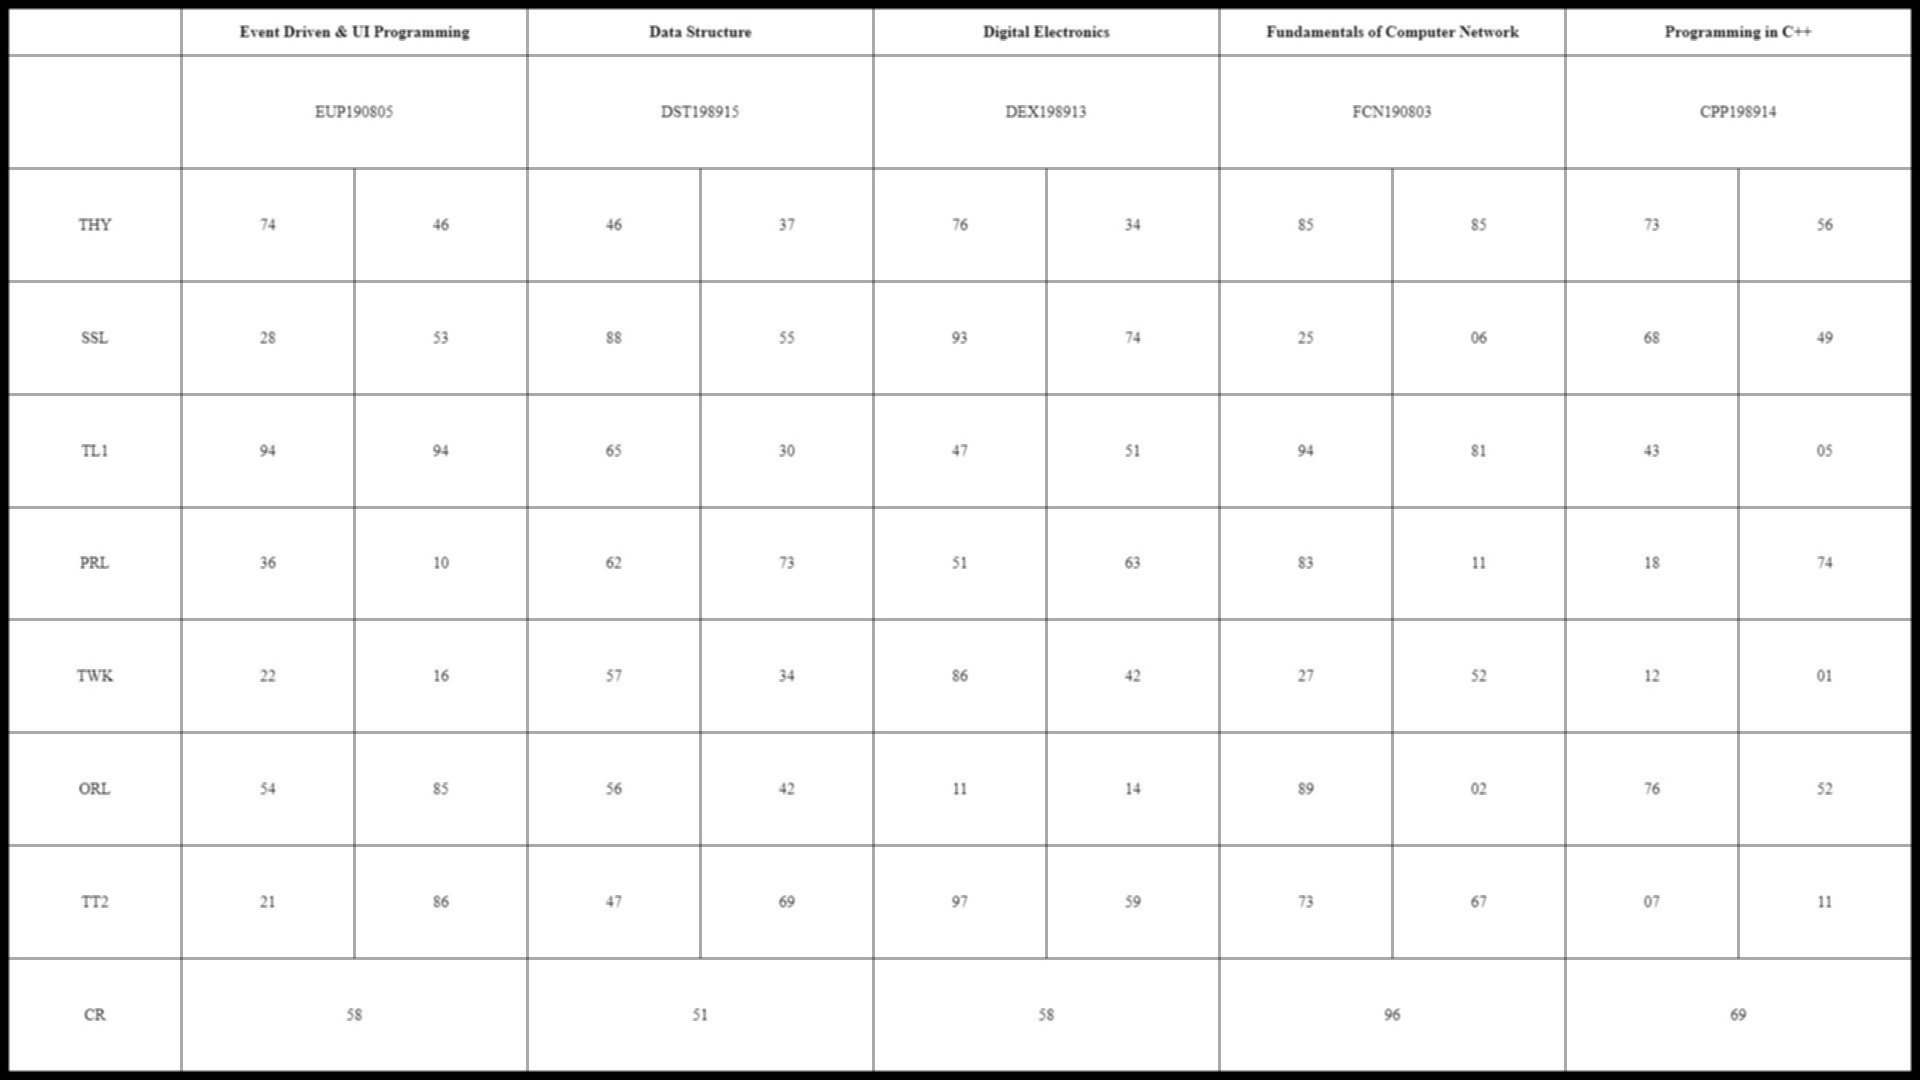 Event Driven & UI Programming Data Structure Digital Electronics Fundamentals of Computer Network Programming in C++
EUP190805 DST198915 DEX198913 FCN190803 CPP198914
THY 74 46 46 37 76 34 85 85 73 56
SSL 28 53 88 55 93 74 25 06 68 49
TL1 94 94 65 30 47 51 94 81 43 05
PRL 36 10 62 73 51 63 83 11 18 74
TWK 22 16 57 34 86 42 27 52 12 01
ORL 54 85 56 42 11 14 89 02 76 52
TT2 21 86 47 69 97 59 73 67 07 11
CR 58 51 58 96 69